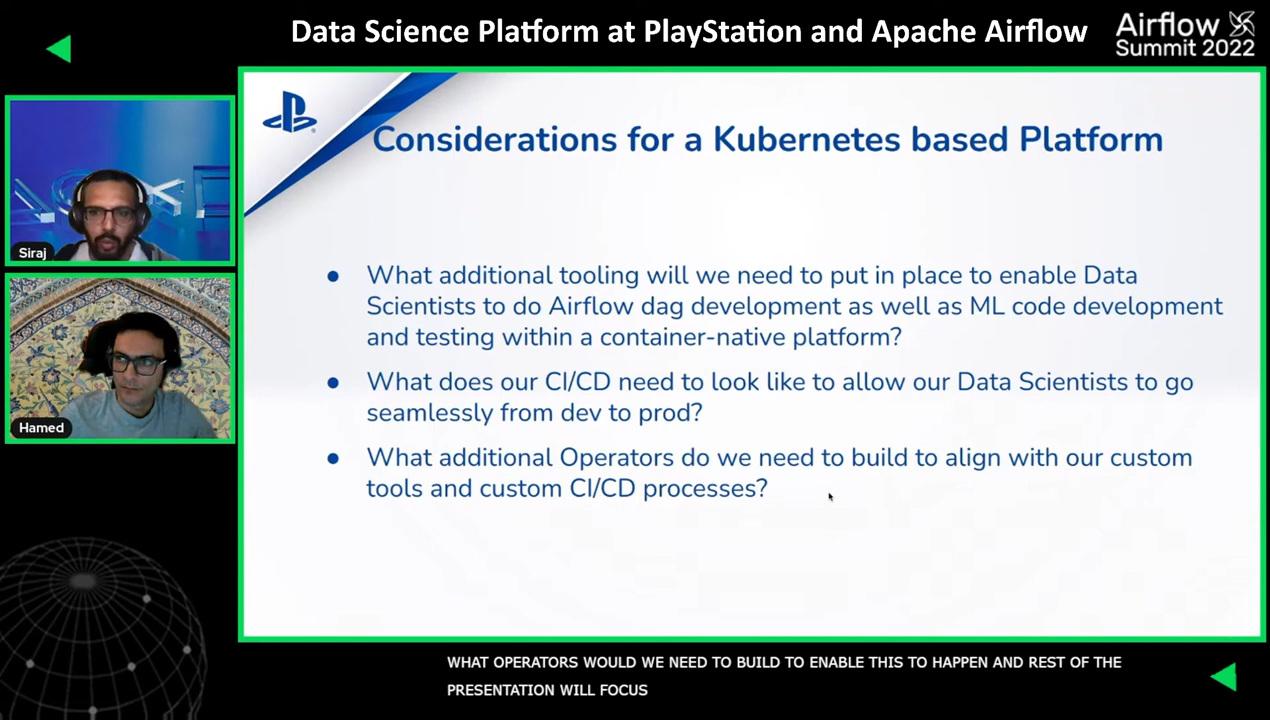 Data Science Platform at PlayStation and Apache Airflow
Airflow
Summit 2022
Considerations for a Kubernetes based Platform
Siraj
Hamed
● What additional tooling will we need to put in place to enable Data
Scientists to do Airflow dag development as well as ML code development
and testing within a container-native platform?
● What does our CI/CD need to look like to allow our Data Scientists to go
seamlessly from dev to prod?
● What additional Operators do we need to build to align with our custom
tools and custom CI/CD processes?
WHAT OPERATORS WOULD WE NEED TO BUILD TO ENABLE THIS TO HAPPEN AND REST OF THE
PRESENTATION WILL FOCUS